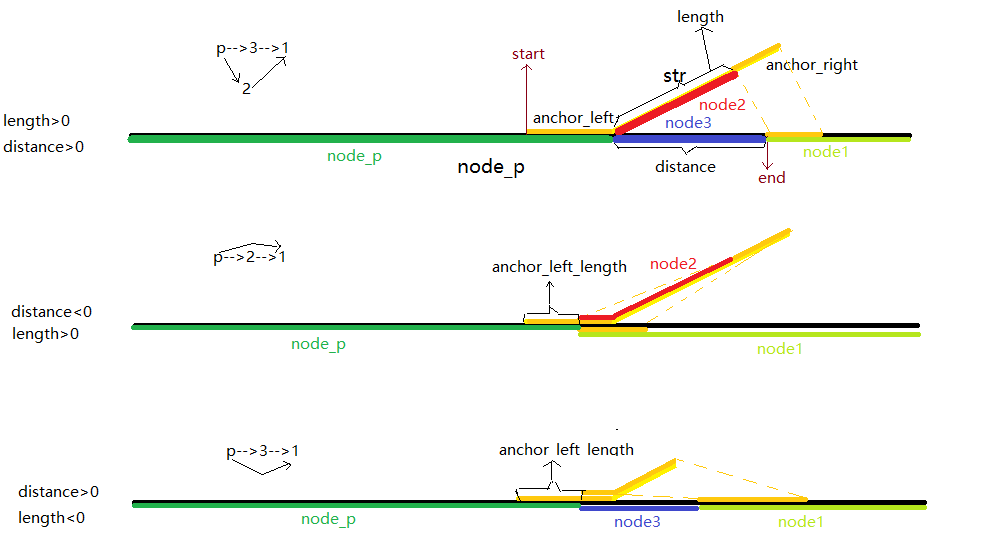 length
start
p-->3-->1
2
str
anchor_right
node2
length>0
anchor_left
node3
distance>0
node_p
node_p
distance
node1
end
p-->2-->1
anchor_left_length
node2
distance<0
length>0
node_p
node1
p-->3-->1
anchor_left_length
distance>0
length<0
node_p
node3
node1